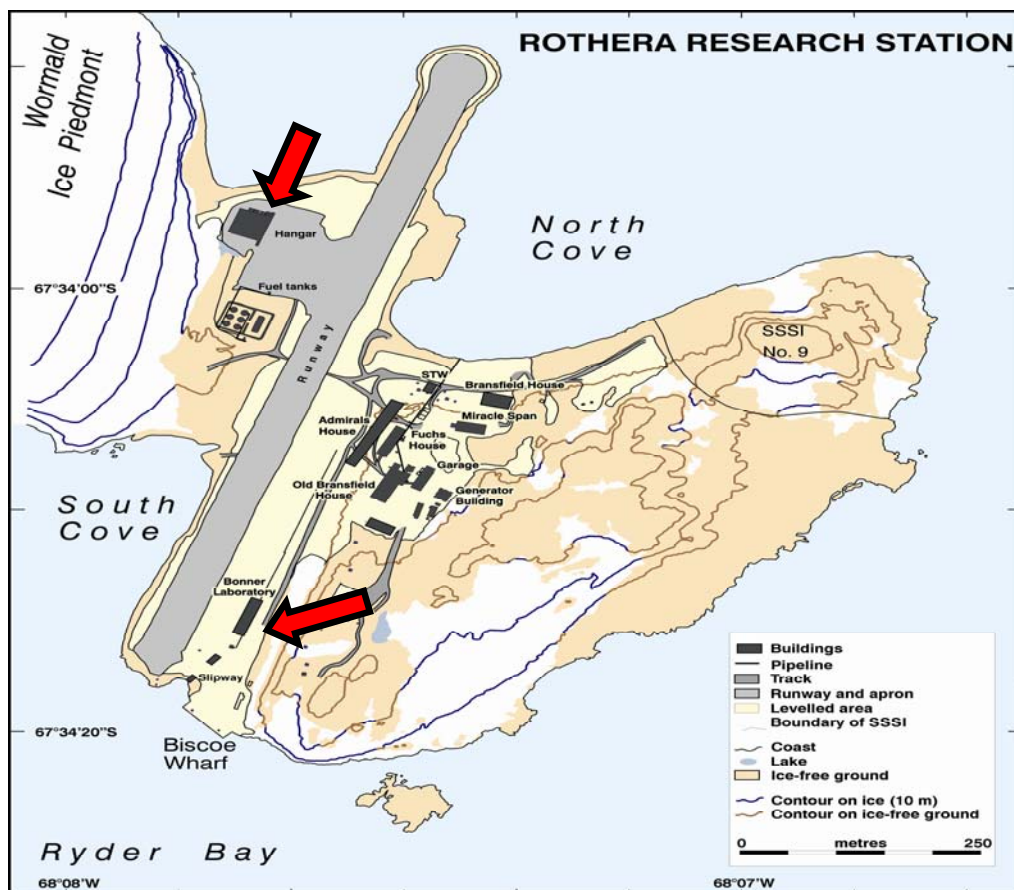 ROTHERA RESEARCH STATION
Wormald
Ice Piedmont
North
Cove
Hangar
67°34'00"S
Fuel tanks
Runway
SSSI
No. 9
STW
Bransfield House
Admirals
House
Miracle Span
Fuchs
House
Garage
Old Bransfield
House
Generator
Building
South
Cove
Bonner
Laboratory
Slipway
67°34'20"S
Biscoe
Wharf
Ryder Bay
68°08'W
68°07'W
Buildings
Pipeline
Track
Runway and apron
Levelled area
Boundary of SSSI
Coast
Lake
Ice-free ground
Contour on ice (10 m)
Contour on ice-free ground
0 metres 250